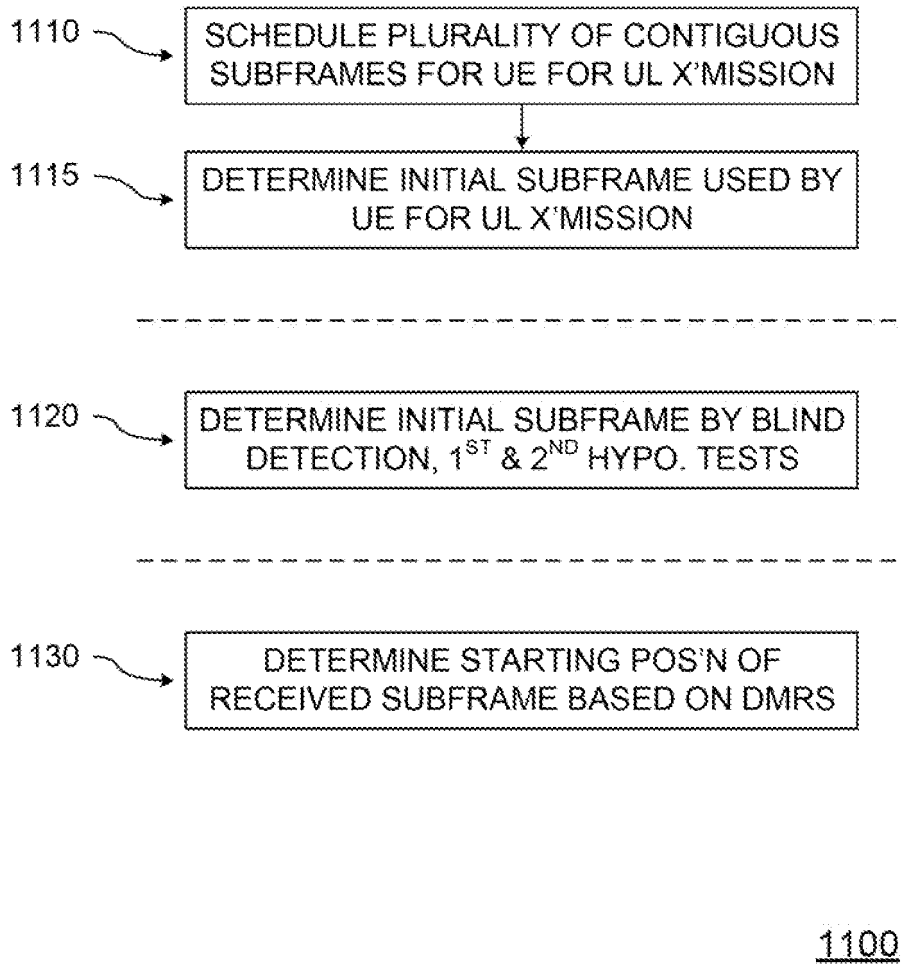 1110
SCHEDULE PLURALITY OF CONTIGUOUS
SUBFRAMES FOR UE FOR UL X'MISSION
1115
DETERMINE INITIAL SUBFRAME USED BY
UE FOR UL X'MISSION
1120
DETERMINE INITIAL SUBFRAME BY BLIND
DETECTION, 1ST & 2ND HYPO. TESTS
1130
DETERMINE STARTING POS'N OF
RECEIVED SUBFRAME BASED ON DMRS
1100